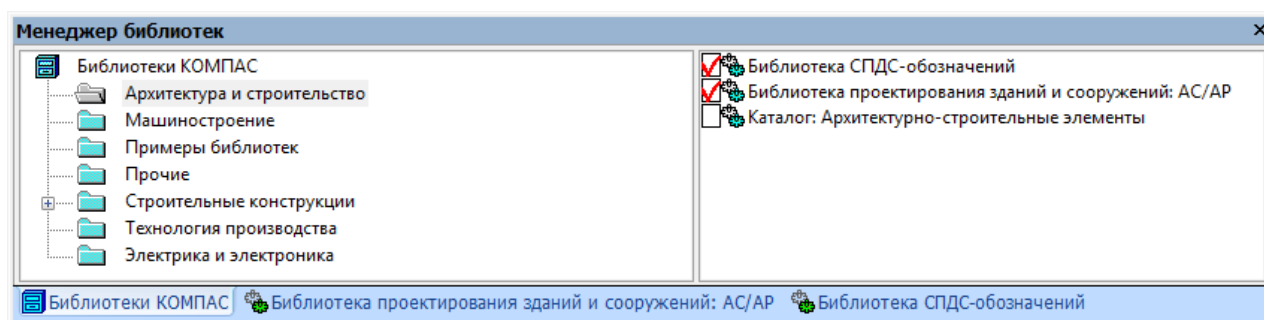 Менеджер библиотек
Библиотеки КОМПАС
Архитектура и строительство
Машиностроение
Примеры библиотек
Прочие
Строительные конструкции
Технология производства
Электрика и электроника
Библиотека СПДС-обозначений
Библиотека проектирования зданий и сооружений: АС/АР
Каталог: Архитектурно-строительные элементы
Библиотеки КОМПАС Библиотека проектирования зданий и сооружений: АС/АР Библиотека СПДС-обозначений